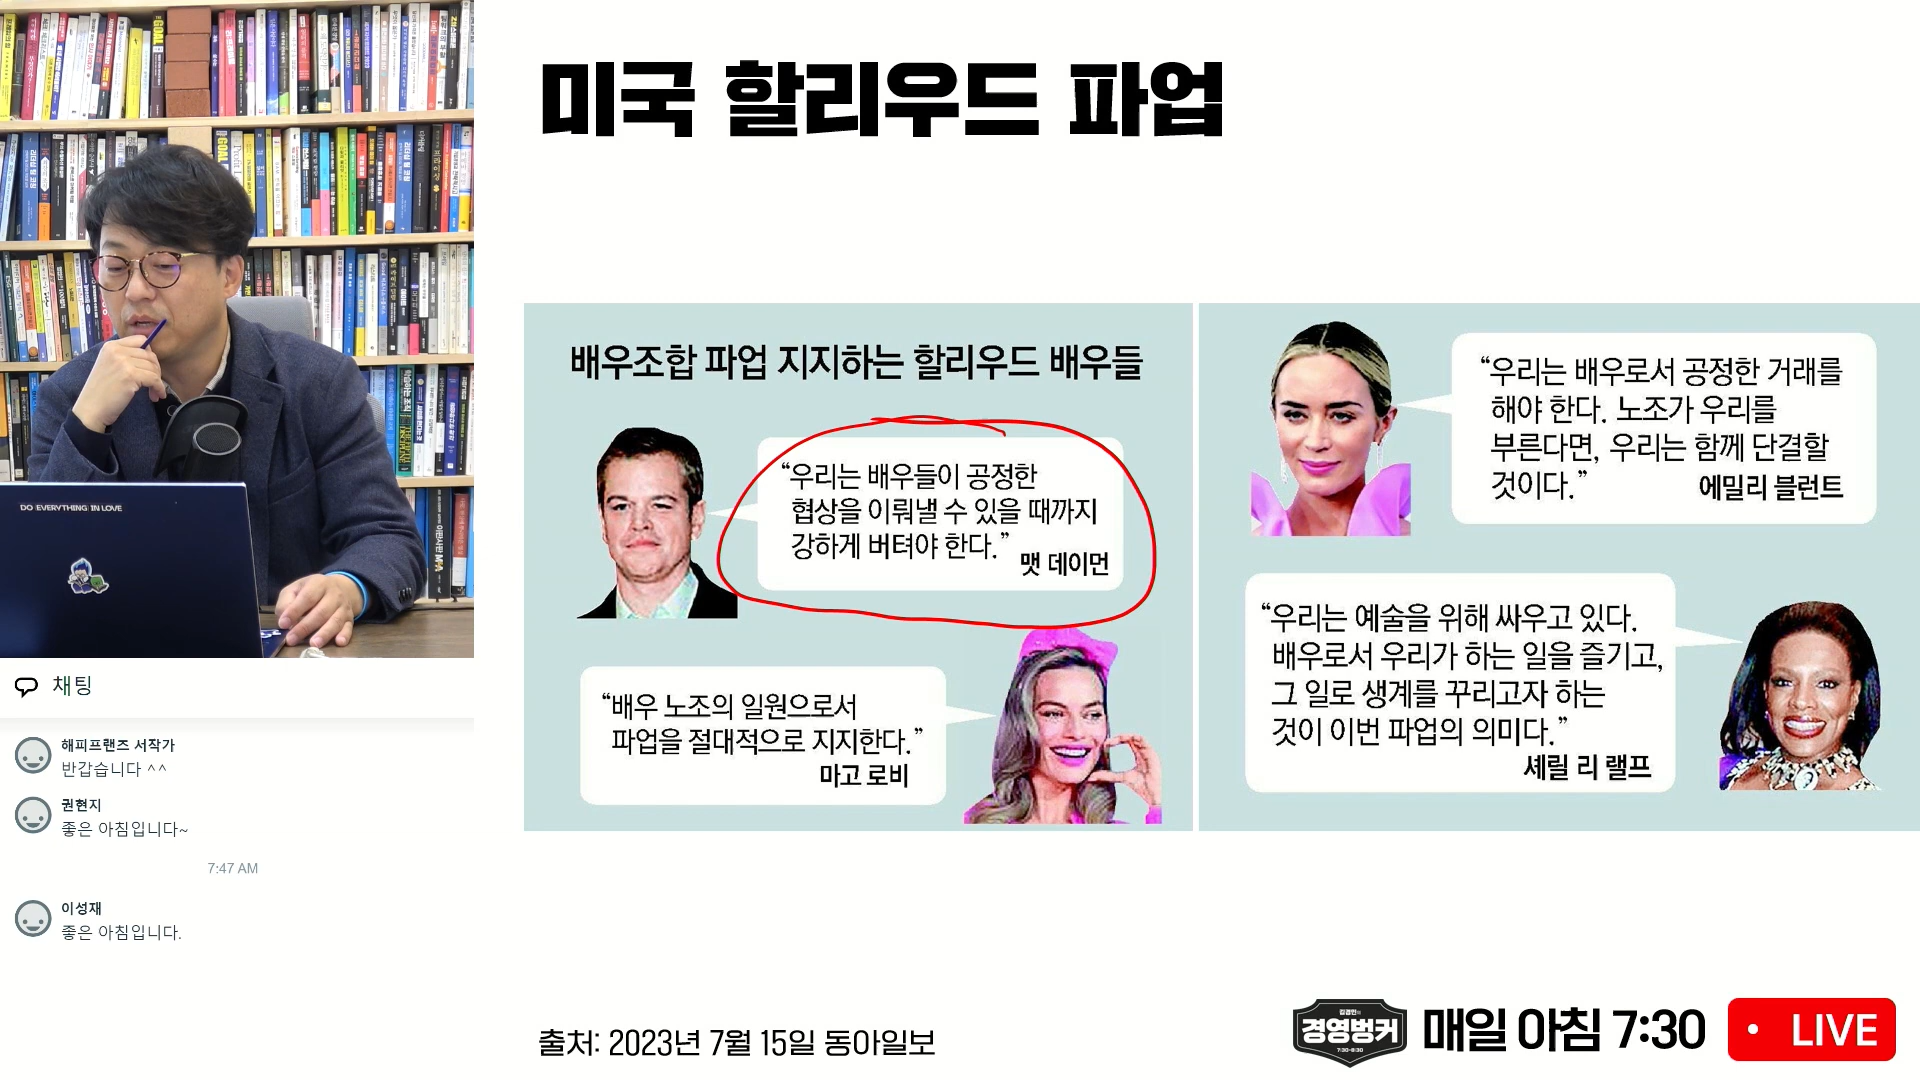 미국 할리우드 파업
배우조합 파업 지지하는 할리우드 배우들
“우리는 배우들이 공정한
협상을 이뤄낼 수 있을 때까지
강하게 버텨야 한다.”
맷 데이먼
“배우 노조의 일원으로서
파업을 절대적으로 지지한다.”
마고 로비
“우리는 배우로서 공정한 거래를
해야 한다. 노조가 우리를
부른다면, 우리는 함께 단결할
것이다.”
에밀리 블런트
“우리는 예술을 위해 싸우고 있다.
배우로서 우리가 하는 일을 즐기고,
그 일로 생계를 꾸리고자 하는
것이 이번 파업의 의미다.”
셰릴 리 랠프
DO EVERYTHING IN LOVE
채팅
해피프랜즈 서작가
반갑습니다 ^^
권현지
좋은 아침입니다~
7:47 AM
이성재
좋은 아침입니다.
출처: 2023년 7월 15일 동아일보
경영벙커
매일 아침 7:30
LIVE